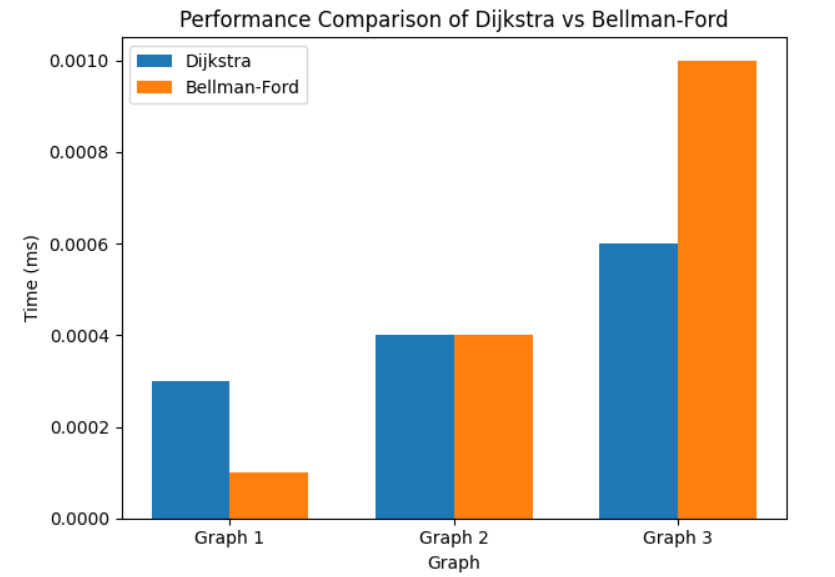 Performance Comparison of Dijkstra vs Bellman-Ford
Dijkstra
Bellman-Ford
0.0010
0.0008
0.0006
0.0004
0.0002
0.0000
Time (ms)
Graph 1 Graph 2 Graph 3
Graph